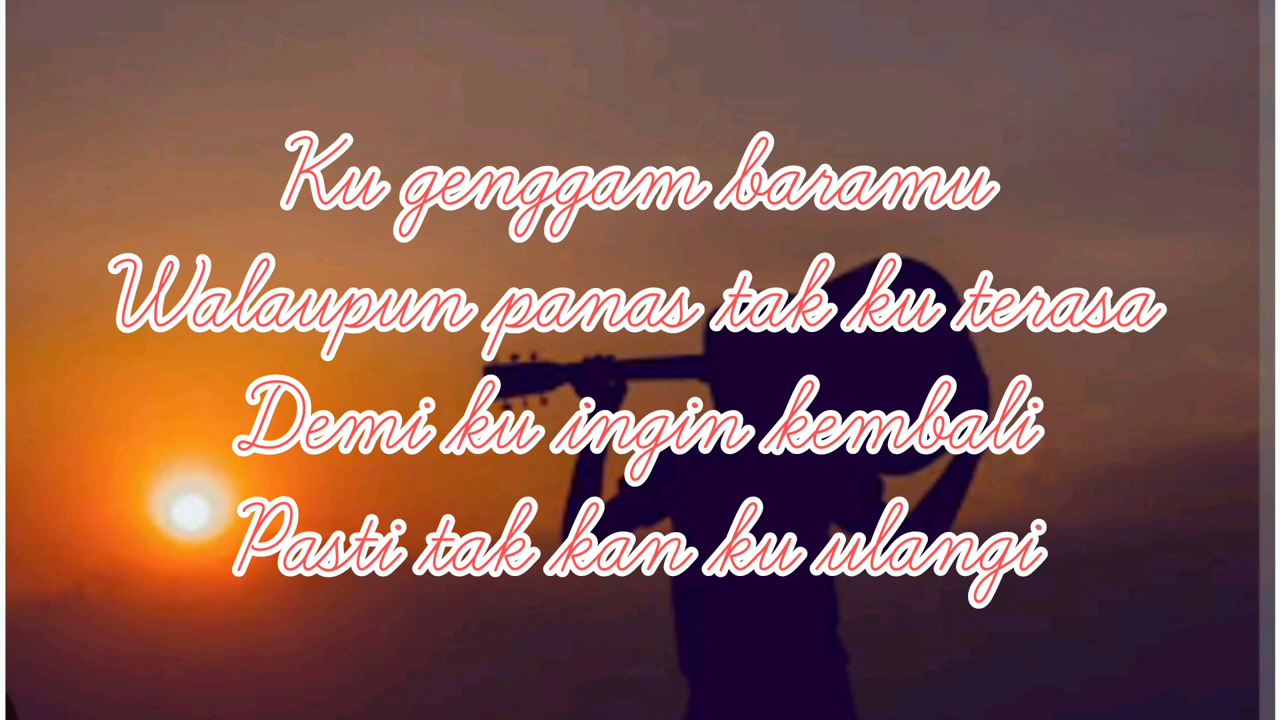 Ku genggam baramu
Walaupun panas tak ku terasa
Demi ku ingin kembali
Pasti tak kan ku ulangi